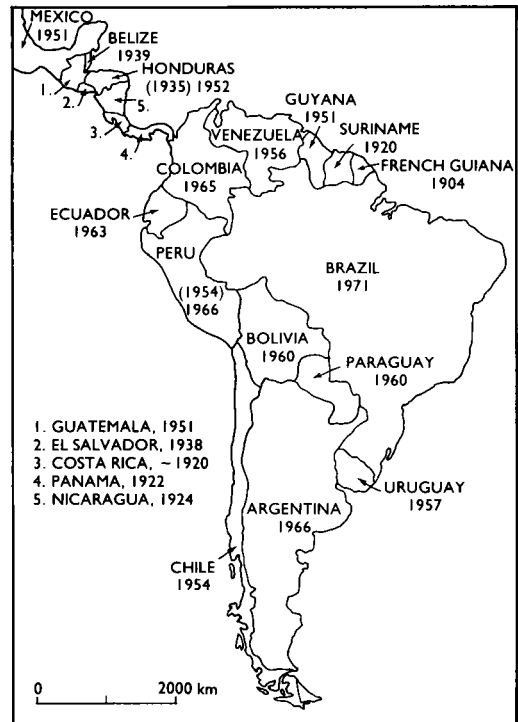 MEXICO
1951
BELIZE
1939
HONDURAS
(1935) 1952
1.
2.
5.
3.
4.
GUYANA
1951
VENEZUELA
1956
SURINAME
1920
FRENCH GUIANA
1904
COLOMBIA
1965
ECUADOR
1963
PERU
(1954)
1966
BRAZIL
1971
BOLIVIA
1960
PARAGUAY
1960
1. GUATEMALA, 1951
2. EL SALVADOR, 1938
3. COSTA RICA, ~1920
4. PANAMA, 1922
5. NICARAGUA, 1924
URUGUAY
1957
ARGENTINA
1966
CHILE
1954
0 2000 km